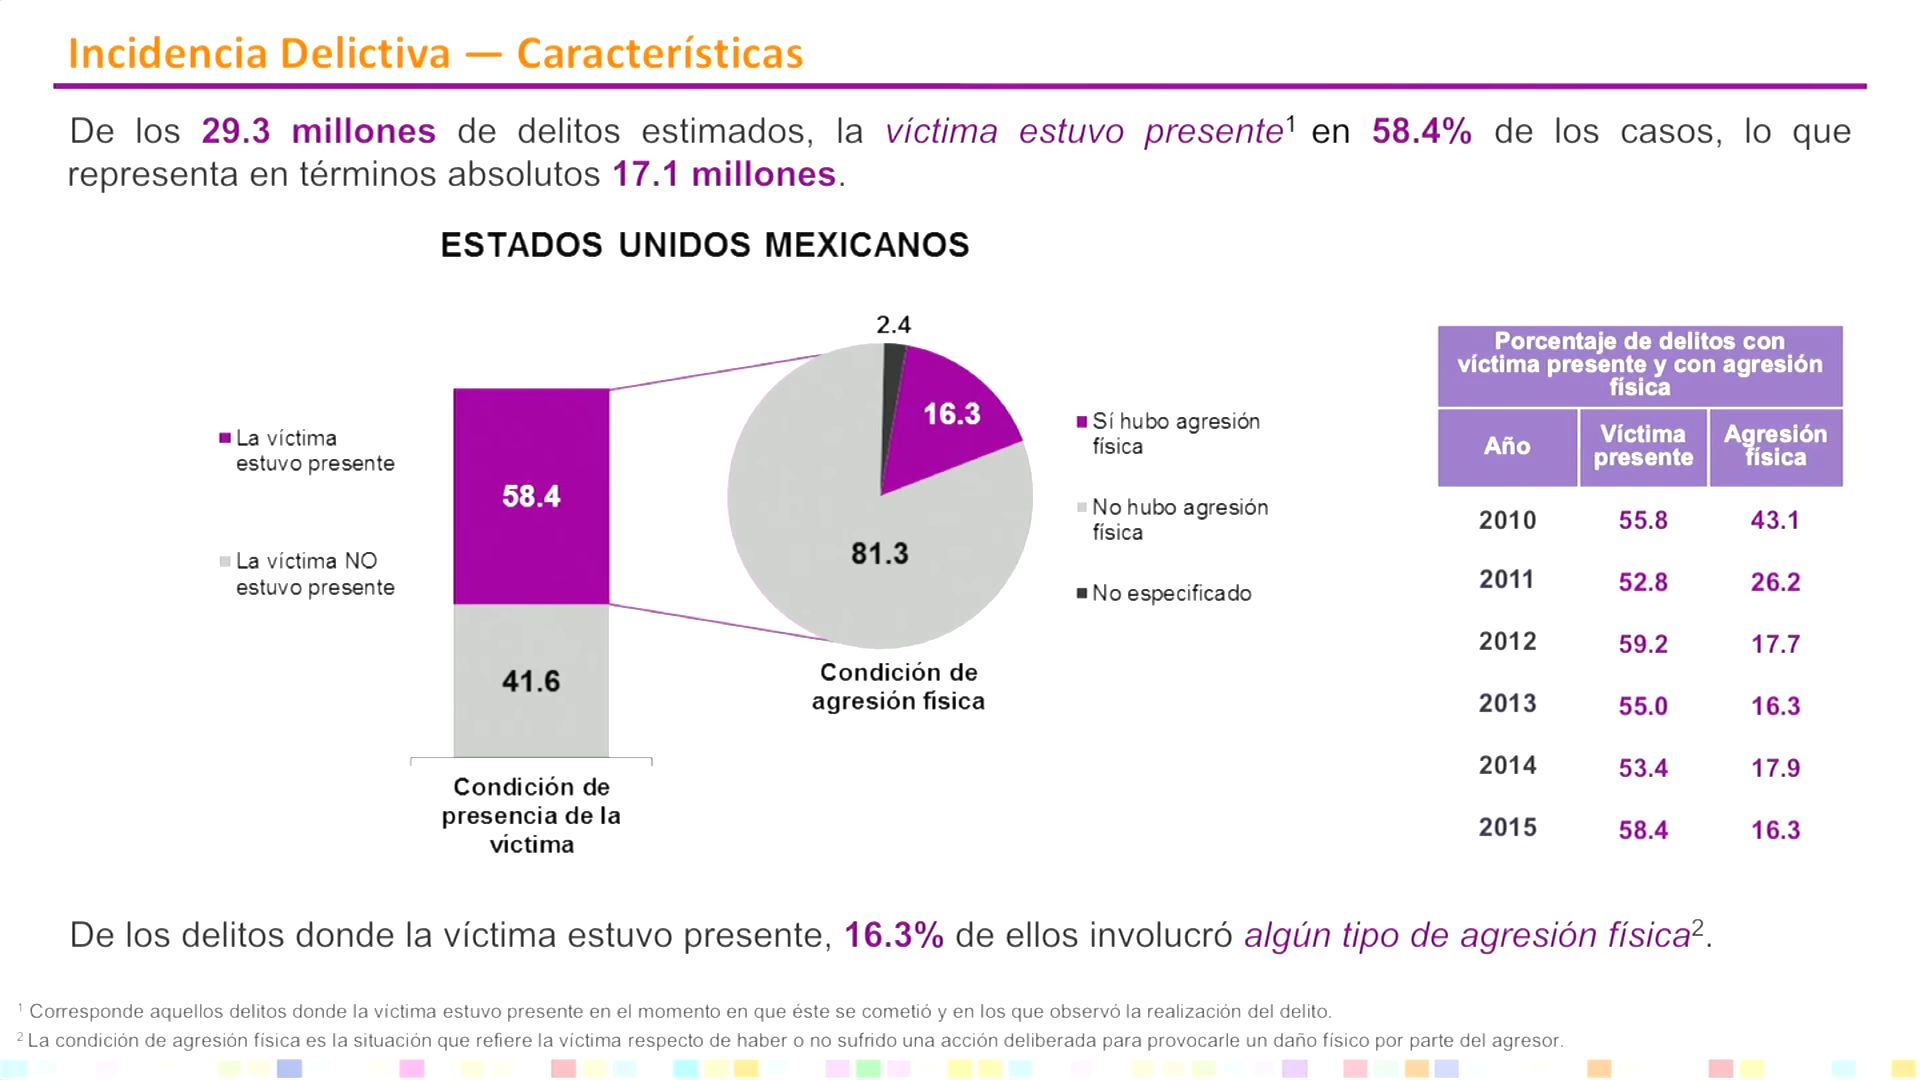 Incidencia Delictiva — Características
De los 29.3 millones de delitos estimados, la víctima estuvo presente¹ en 58.4% de los casos, lo que
representa en términos absolutos 17.1 millones.
ESTADOS UNIDOS MEXICANOS
La víctima
estuvo presente
La víctima NO
estuvo presente
58.4
41.6
Condición de
presencia de la
víctima
2.4
16.3
81.3
Condición de
agresión física
Sí hubo agresión
física
No hubo agresión
física
No especificado
Porcentaje de delitos con
víctima presente y con agresión
física
Año Víctima presente Agresión física
2010 55.8 43.1
2011 52.8 26.2
2012 59.2 17.7
2013 55.0 16.3
2014 53.4 17.9
2015 58.4 16.3
De los delitos donde la víctima estuvo presente, 16.3% de ellos involucró algún tipo de agresión física².
¹ Corresponde aquellos delitos donde la víctima estuvo presente en el momento en que éste se cometió y en los que observó la realización del delito.
² La condición de agresión física es la situación que refiere la víctima respecto de haber o no sufrido una acción deliberada para provocarle un daño físico por parte del agresor.